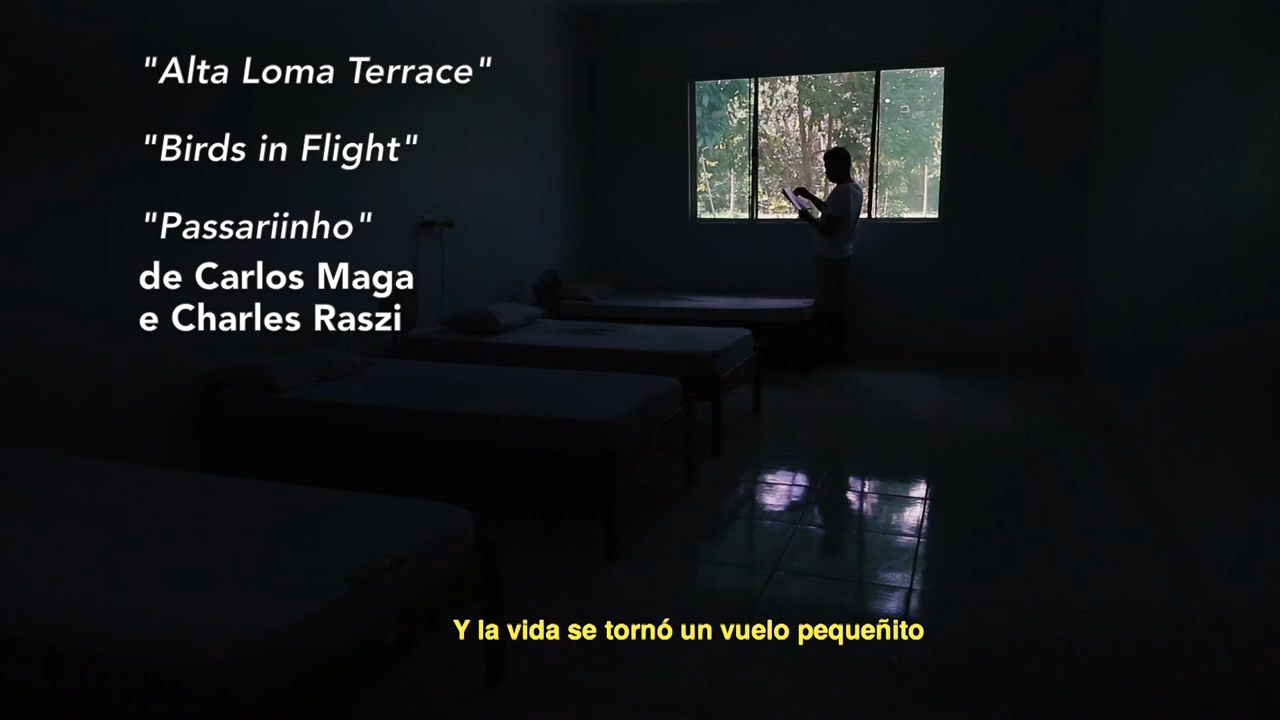 "Alta Loma Terrace"
"Birds in Flight"
"Passariinho"
de Carlos Maga
e Charles Raszi
Y la vida se tornó un vuelo pequeñito